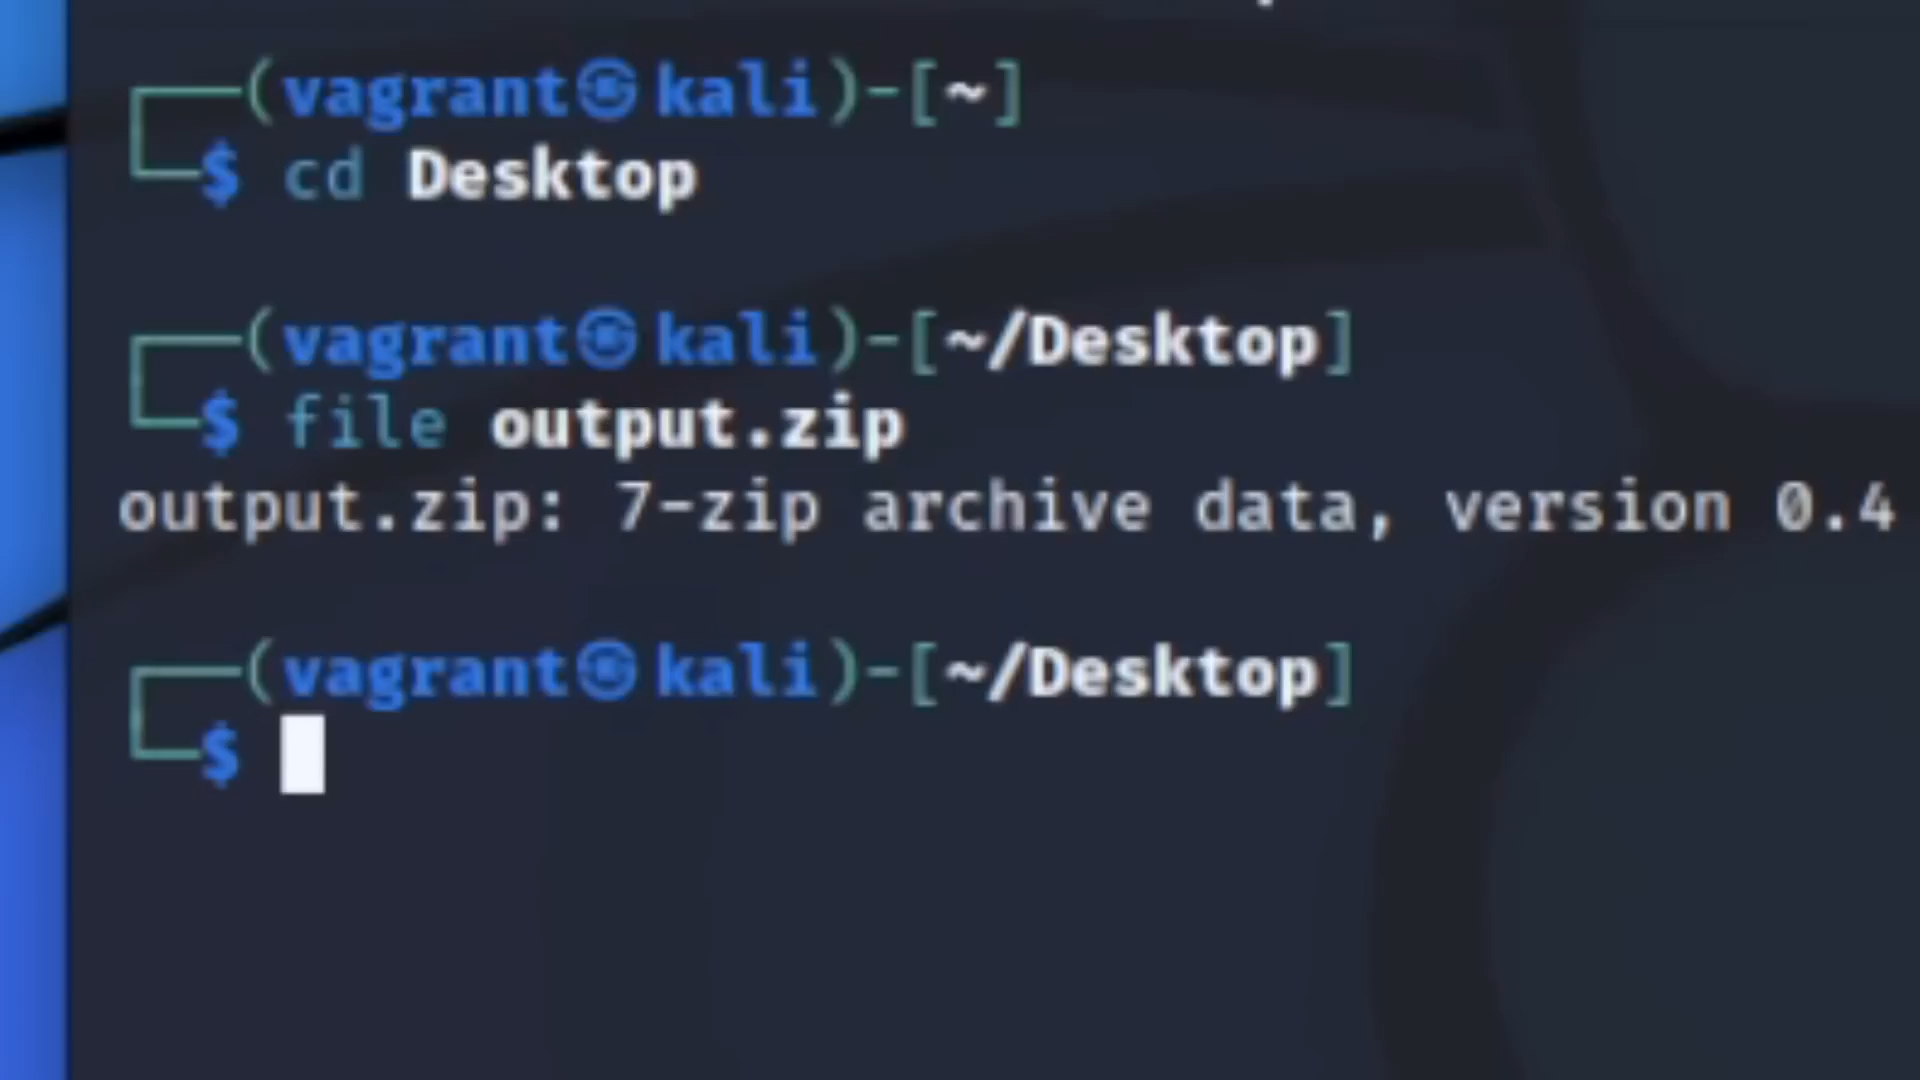 ┌──(vagrant㉿kali)-[~]
└─$ cd Desktop
┌──(vagrant㉿kali)-[~/Desktop]
└─$ file output.zip
output.zip: 7-zip archive data, version 0.4
┌──(vagrant㉿kali)-[~/Desktop]
└─$